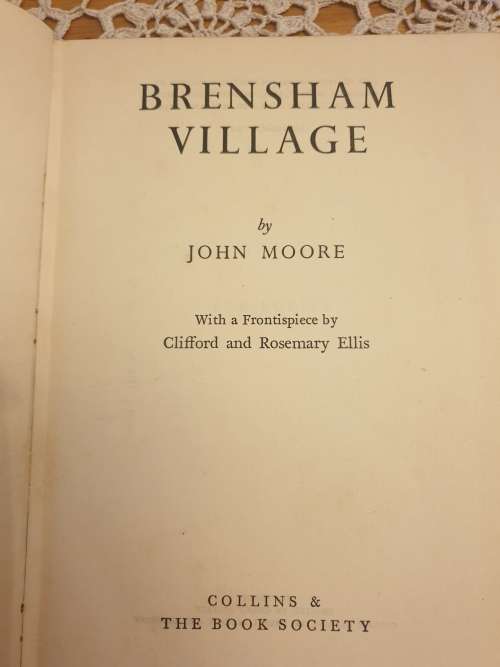 BRENSHAM
VILLAGE
by
JOHN MOORE
With a Frontispiece by
Clifford and Rosemary Ellis
COLLINS &
THE BOOK SOCIETY